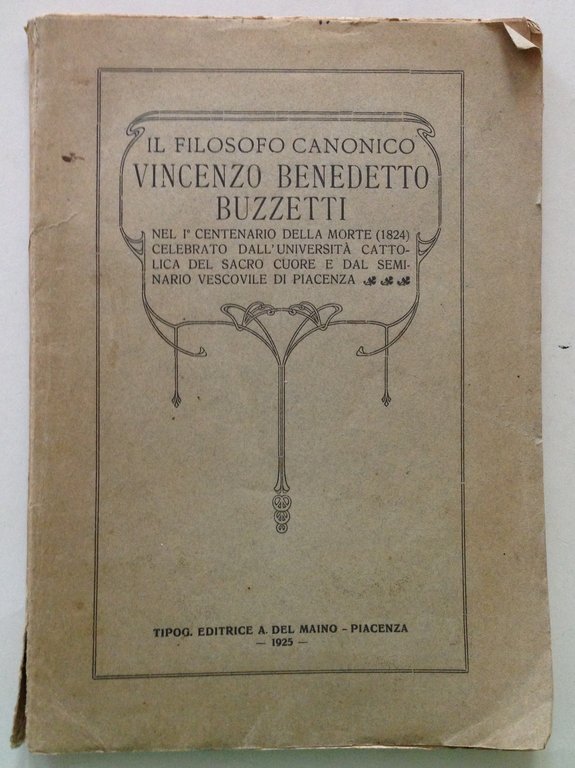 IL FILOSOFO CANONICO
VINCENZO BENEDETTO
BUZZETTI
NEL Iº CENTENARIO DELLA MORTE (1824)
CELEBRATO DALL'UNIVERSITÀ CATTO-
LICA DEL SACRO CUORE E DAL SEMI-
NARIO VESCOVILE DI PIACENZA
TIPOG. EDITRICE A. DEL MAINO - PIACENZA
— 1925 —